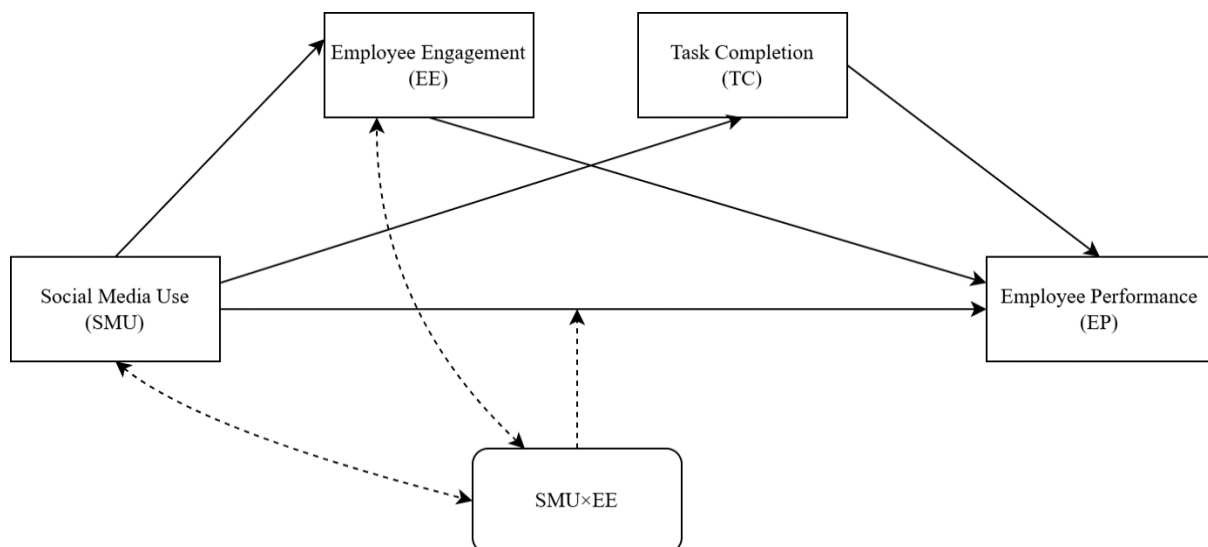 Employee Engagement
(EE)
Task Completion
(TC)
Social Media Use
(SMU)
Employee Performance
(EP)
SMU×EE